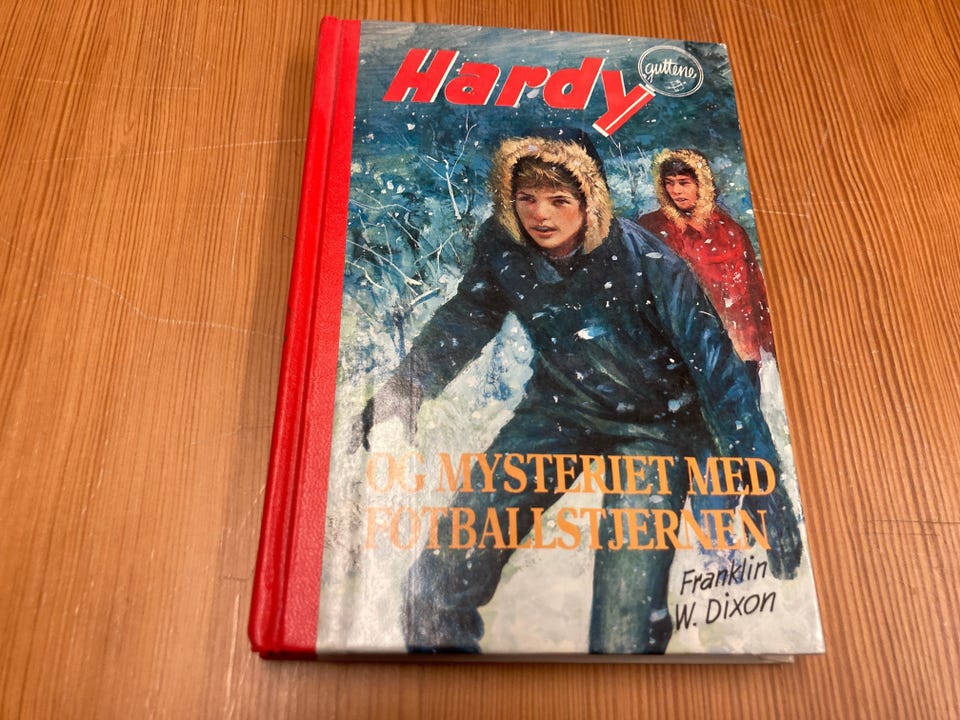 Hardy
guttene
OG MYSTERIET MED
FOTBALLSTJERNEN
Franklin
W. Dixon